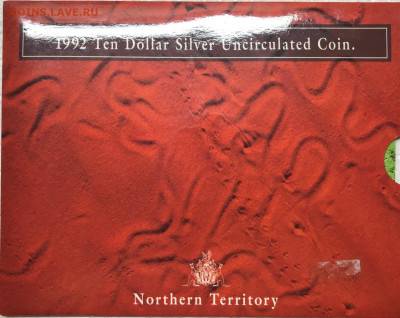 COINS.LAVE.RU
1992 Ten Dollar Silver Uncirculated Coin.
Northern Territory